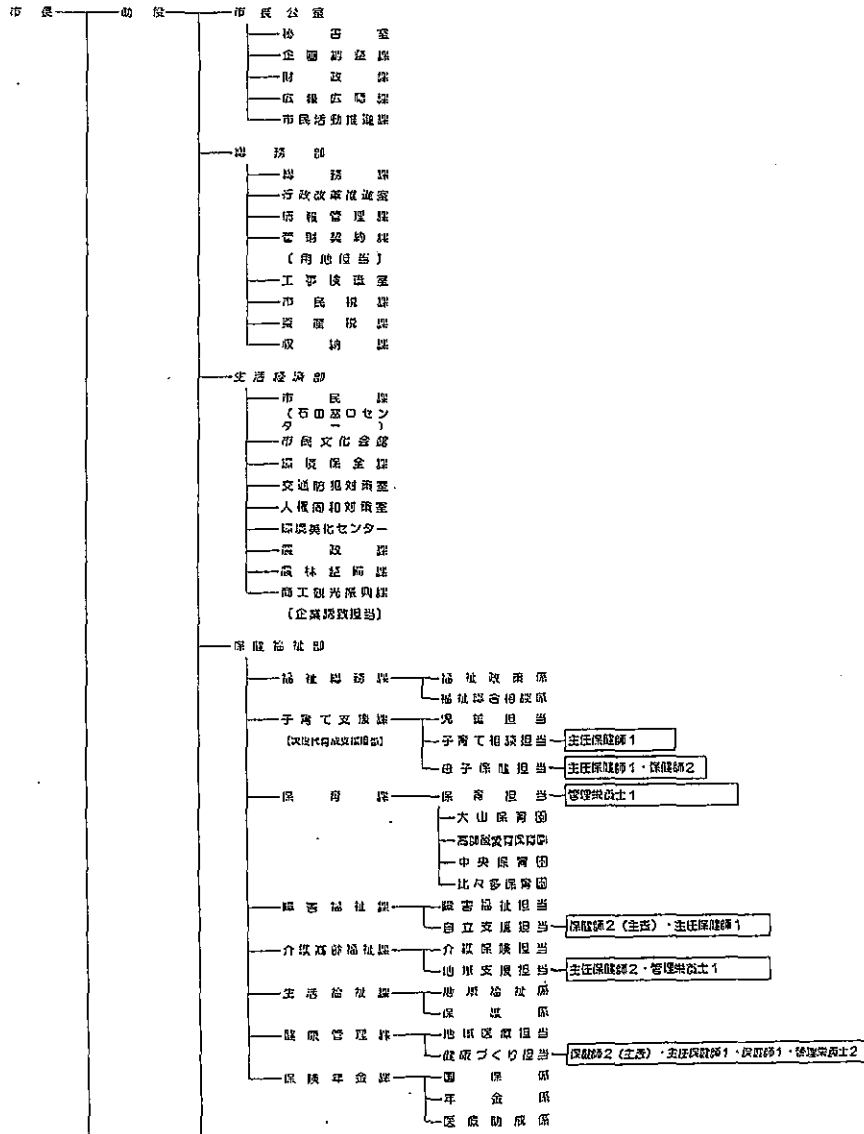 市長 助役 市長公室
秘書室
企画調整課
財政課
広報広聴課
市民活動推進課
総務部
総務課
行政改革推進室
情報管理課
管財契約課
(用地担当)
工事検査室
市民税課
資産税課
収納課
生活経済部
市民課
(石田窓口セン
ター)
市民文化会館
環境保全課
交通防犯対策室
人権同和対策室
環境美化センター
農政課
農林整備課
商工観光振興課
(企業誘致担当)
保健福祉部
福祉総務課 福祉政策係
福祉総合相談係
子育て支援課 児童担当
(次世代育成支援担当) 子育て相談担当 主任保健師1
母子保健担当 主任保健師1・保健師2
保育課 保育担当 管理栄養士1
大山保育園
高部屋愛育保育園
中央保育園
比々多保育園
障害福祉課 障害福祉担当
自立支援担当 保健師2(主査)・主任保健師1
介護高齢福祉課 介護保険担当
地域支援担当 主任保健師2・管理栄養士1
生活福祉課 地域福祉係
保護係
健康管理課 地域医療担当
健康づくり担当 保健師2(主査)・主任保健師1・保健師1・管理栄養士2
保険年金課 国保係
年金係
医療助成係